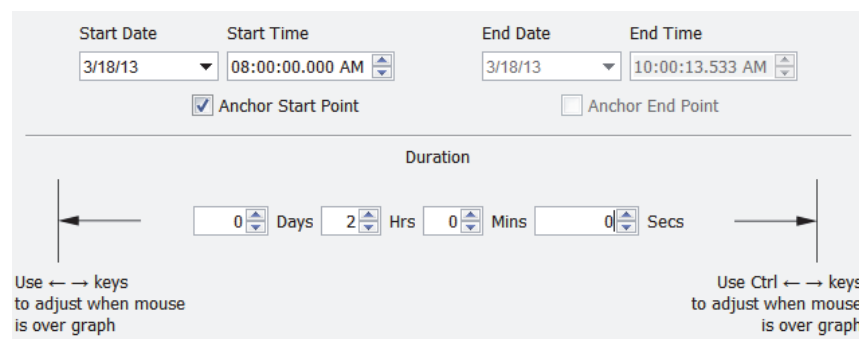 Start Date Start Time End Date End Time
3/18/13 08:00:00.000 AM 3/18/13 10:00:13.533 AM
Anchor Start Point Anchor End Point
Duration
0 Days 2 Hrs 0 Mins 0 Secs
Use ← → keys
to adjust when mouse
is over graph
Use Ctrl ← → keys
to adjust when mouse
is over graph